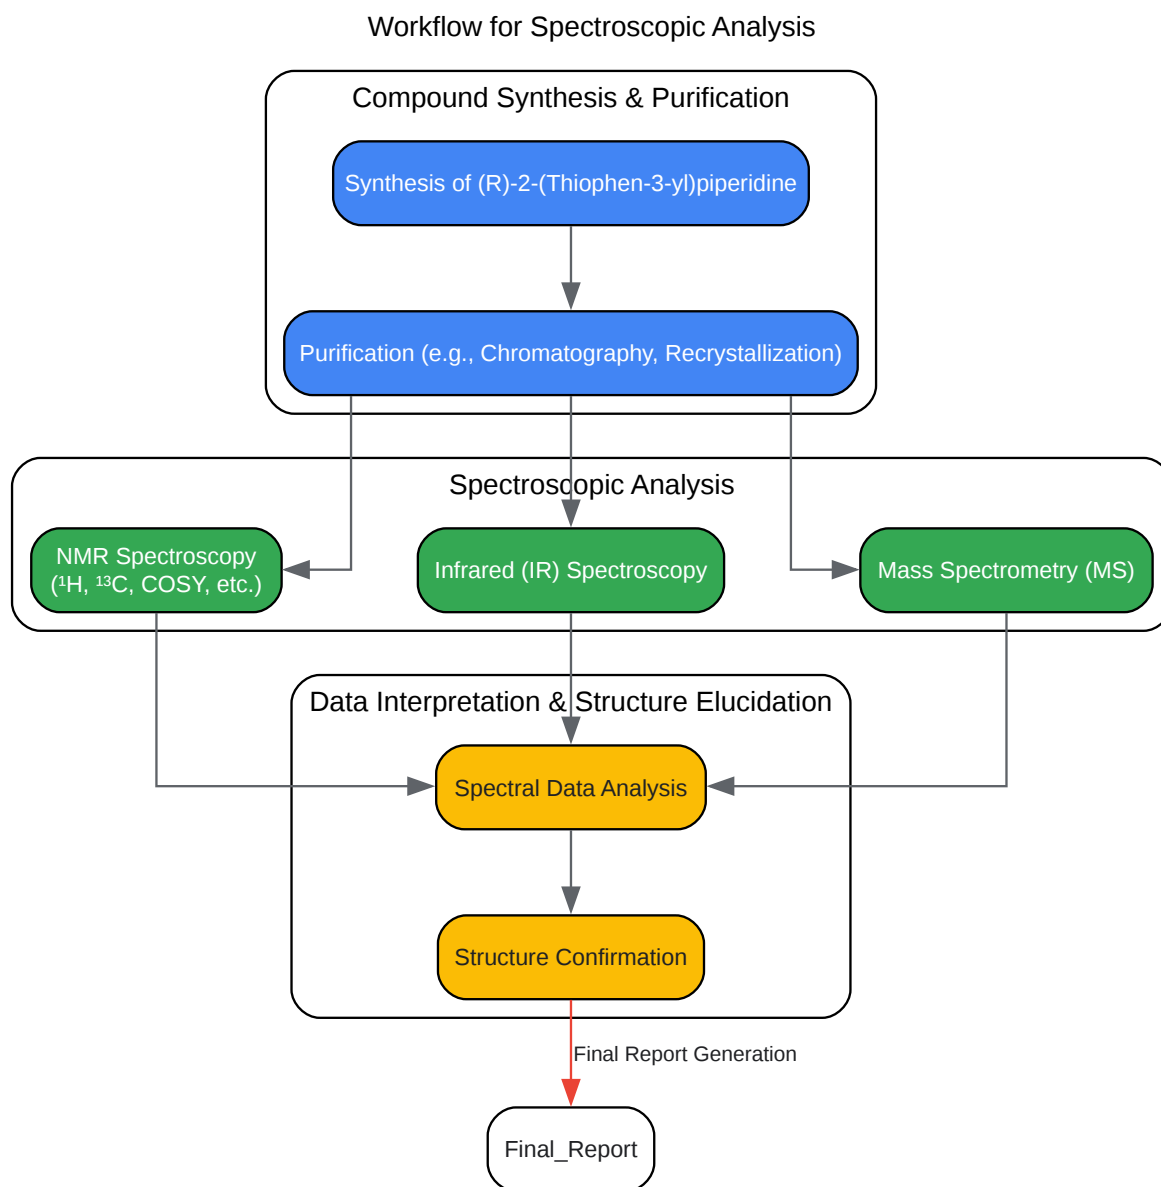 Workflow for Spectroscopic Analysis
Compound Synthesis & Purification
Synthesis of (R)-2-(Thiophen-3-yl)piperidine
Purification (e.g., Chromatography, Recrystallization)
Spectroscopic Analysis
NMR Spectroscopy
(¹H, ¹³C, COSY, etc.)
Infrared (IR) Spectroscopy
Mass Spectrometry (MS)
Data Interpretation & Structure Elucidation
Spectral Data Analysis
Structure Confirmation
Final Report Generation
Final_Report